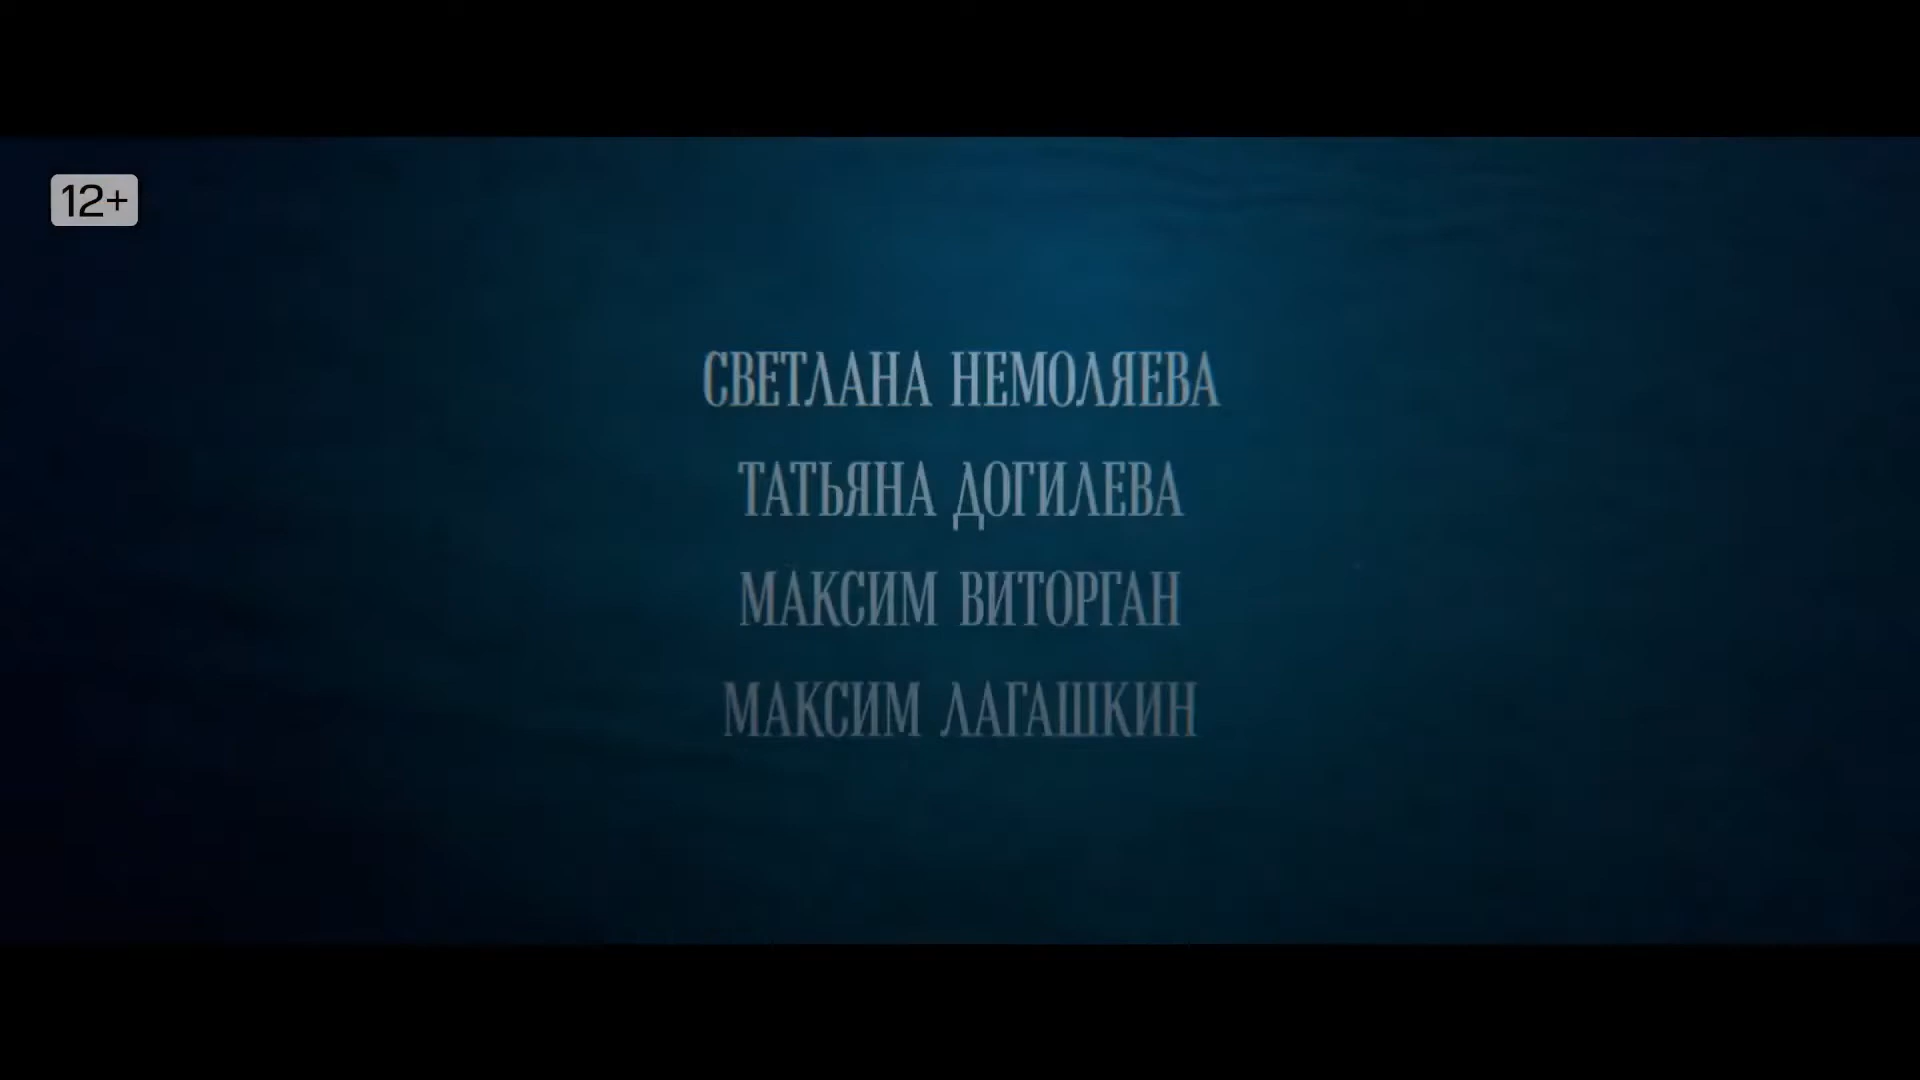 12+
СВЕТЛАНА НЕМОЛЯЕВА
ТАТЬЯНА ДОГИЛЕВА
МАКСИМ ВИТОРГАН
МАКСИМ ЛАГАШКИН